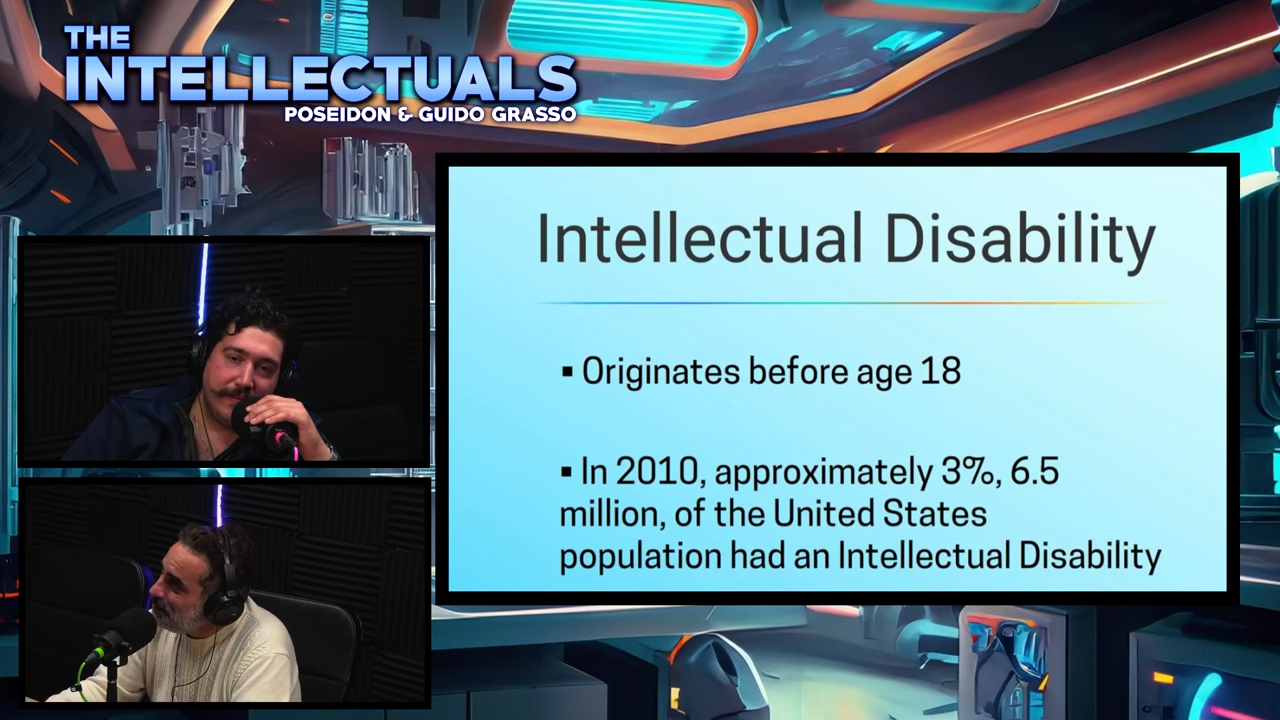 THE
INTELLECTUALS
POSEIDON & GUIDO GRASSO
Intellectual Disability
▪ Originates before age 18
▪ In 2010, approximately 3%, 6.5
million, of the United States
population had an Intellectual Disability